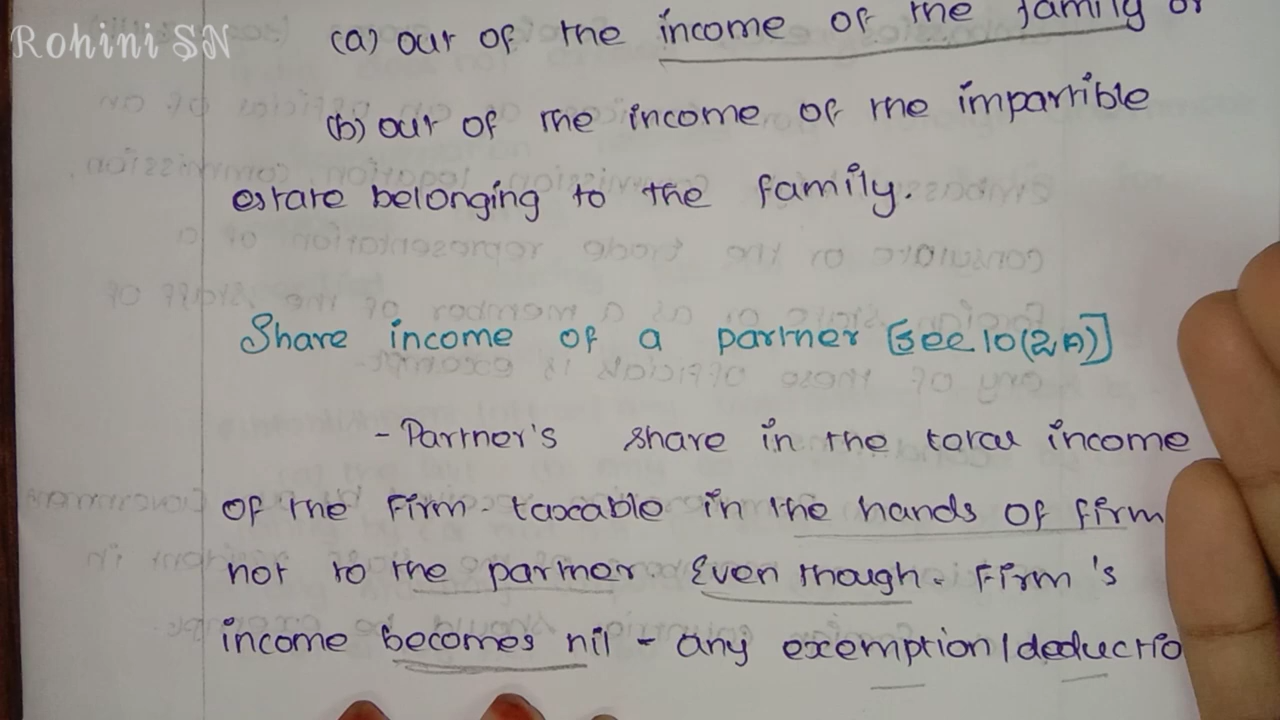 Rohini SN
(a) out of the income of the family or
(b) out of the income of the impartible
estate belonging to the family.
Share income of a partner [Sec 10(2A)]
- Partner's share in the total income
of the Firm - taxable in the hands of firm
not to the partner. Even though - Firm's
income becomes nil - any exemption/deductio